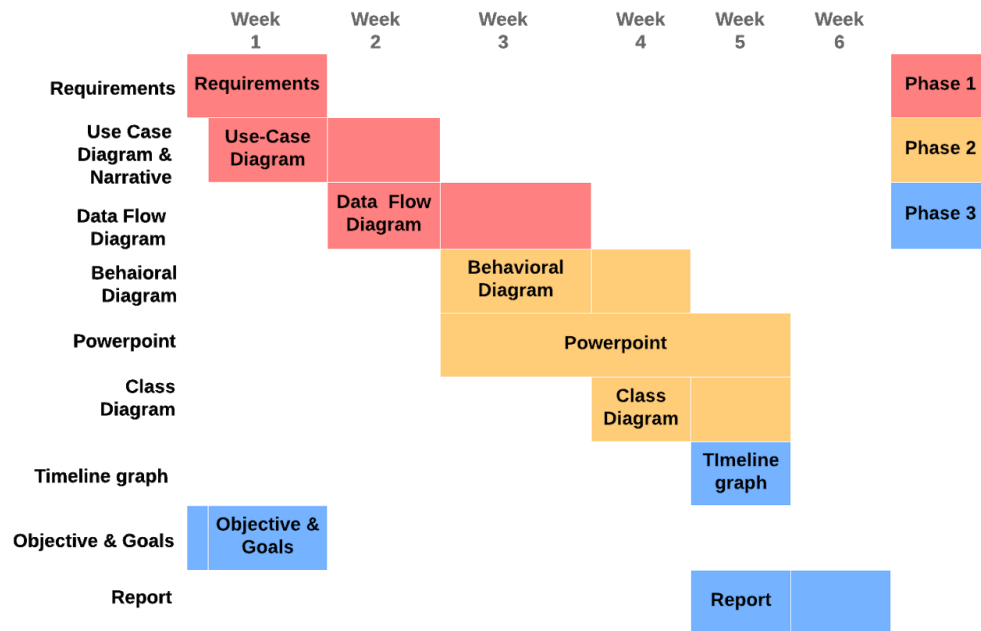 Week 1
Week 2
Week 3
Week 4
Week 5
Week 6
Requirements
Requirements
Phase 1
Use Case
Diagram &
Narrative
Use-Case
Diagram
Phase 2
Data Flow
Diagram
Data Flow
Diagram
Phase 3
Behaioral
Diagram
Behavioral
Diagram
Powerpoint
Powerpoint
Class
Diagram
Class
Diagram
Timeline graph
TImeline
graph
Objective & Goals
Objective &
Goals
Report
Report